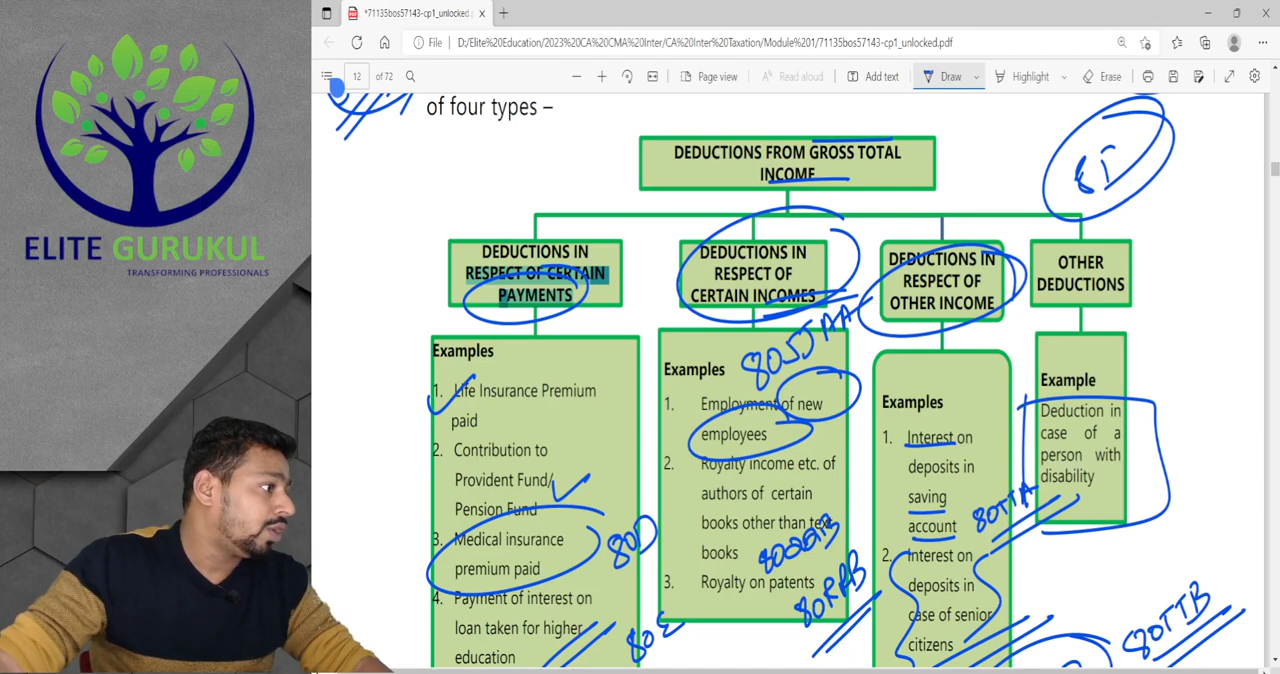 *71135bos57143-cp1_unlocked.
File
D:/Elite%20Education/2023%20CA%20CMA%20Inter/CA%20Inter%20Taxation/Module%201/71135bos57143-cp1_unlocked.pdf
12 of 72
Page view
Read aloud
Add text
Draw
Highlight
Erase
ELITE GURUKUL
TRANSFORMING PROFESSIONALS
of four types –
DEDUCTIONS FROM GROSS TOTAL
INCOME
DEDUCTIONS IN
RESPECT OF CERTAIN
PAYMENTS
Examples
1. Life Insurance Premium
paid
2. Contribution to
Provident Fund/
Pension Fund
3. Medical insurance
premium paid
80D
4. Payment of interest on
loan taken for higher
education
80E
DEDUCTIONS IN
RESPECT OF
CERTAIN INCOMES
80JJAA
Examples
1. Employment of new
employees
2. Royalty income etc. of
authors of certain
books other than text
books
80QQB
3. Royalty on patents
80RRB
DEDUCTIONS IN
RESPECT OF
OTHER INCOME
Examples
1. Interest on
deposits in
saving
account
80TTA
2. Interest on
deposits in
case of senior
citizens
80TTB
OTHER
DEDUCTIONS
Example
Deduction in
case of a
person with
disability